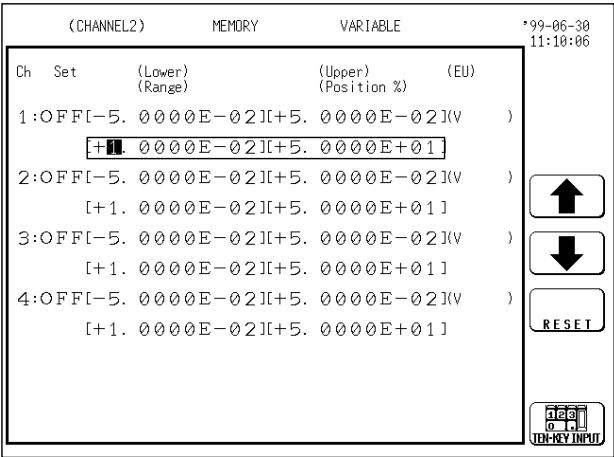 (CHANNEL2) MEMORY VARIABLE '99-06-30
11:10:06
Ch Set (Lower) (Upper) (EU)
(Range) (Position %)
1:OFF[-5. 0000E-02][+5. 0000E-02](V )
[+1. 0000E-02][+5. 0000E+01]
2:OFF[-5. 0000E-02][+5. 0000E-02](V )
[+1. 0000E-02][+5. 0000E+01]
3:OFF[-5. 0000E-02][+5. 0000E-02](V )
[+1. 0000E-02][+5. 0000E+01]
4:OFF[-5. 0000E-02][+5. 0000E-02](V )
[+1. 0000E-02][+5. 0000E+01]
RESET
123
0 .
TEN-KEY INPUT